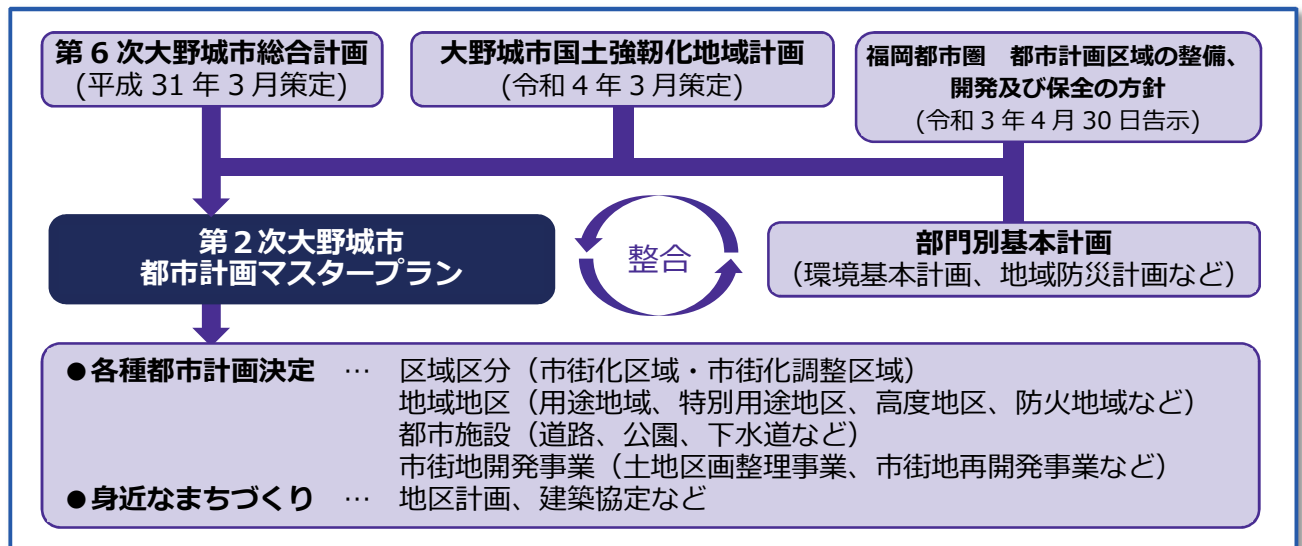 第6次大野城市総合計画
(平成 31 年 3 月策定)
大野城市国土強靭化地域計画
(令和 4 年 3 月策定)
福岡都市圏　都市計画区域の整備、
開発及び保全の方針
(令和 3 年 4 月 30 日告示)
第２次大野城市
都市計画マスタープラン
整合
部門別基本計画
（環境基本計画、地域防災計画など）
●各種都市計画決定　…　区域区分（市街化区域・市街化調整区域）
地域地区（用途地域、特別用途地区、高度地区、防火地域など）
都市施設（道路、公園、下水道など）
市街地開発事業（土地区画整理事業、市街地再開発事業など）
●身近なまちづくり　…　地区計画、建築協定など